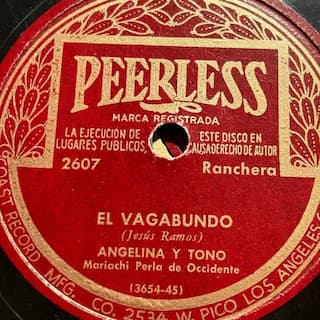 PEERLESS
MARCA REGISTRADA
LA EJECUCION DE
LUGARES PUBLICOS,
ESTE DISCO EN
CAUSA DERECHO DE AUTOR
2607
Ranchera
EL VAGABUNDO
(Jesús Ramos)
ANGELINA Y TONO
Mariachi Perla de Occidente
(3654-45)
COAST RECORD MFG. CO. 2534 W. PICO LOS ANGELES